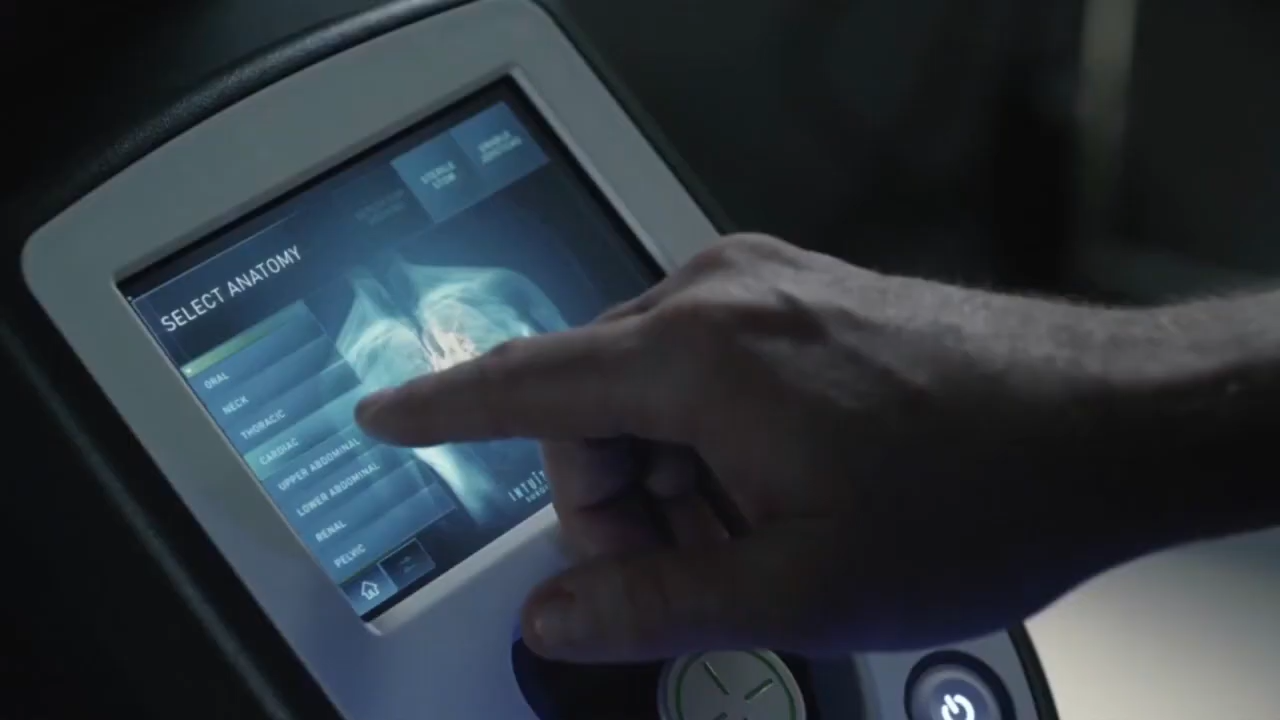 SELECT ANATOMY
ORAL
NECK
THORACIC
CARDIAC
UPPER ABDOMINAL
LOWER ABDOMINAL
RENAL
PELVIC